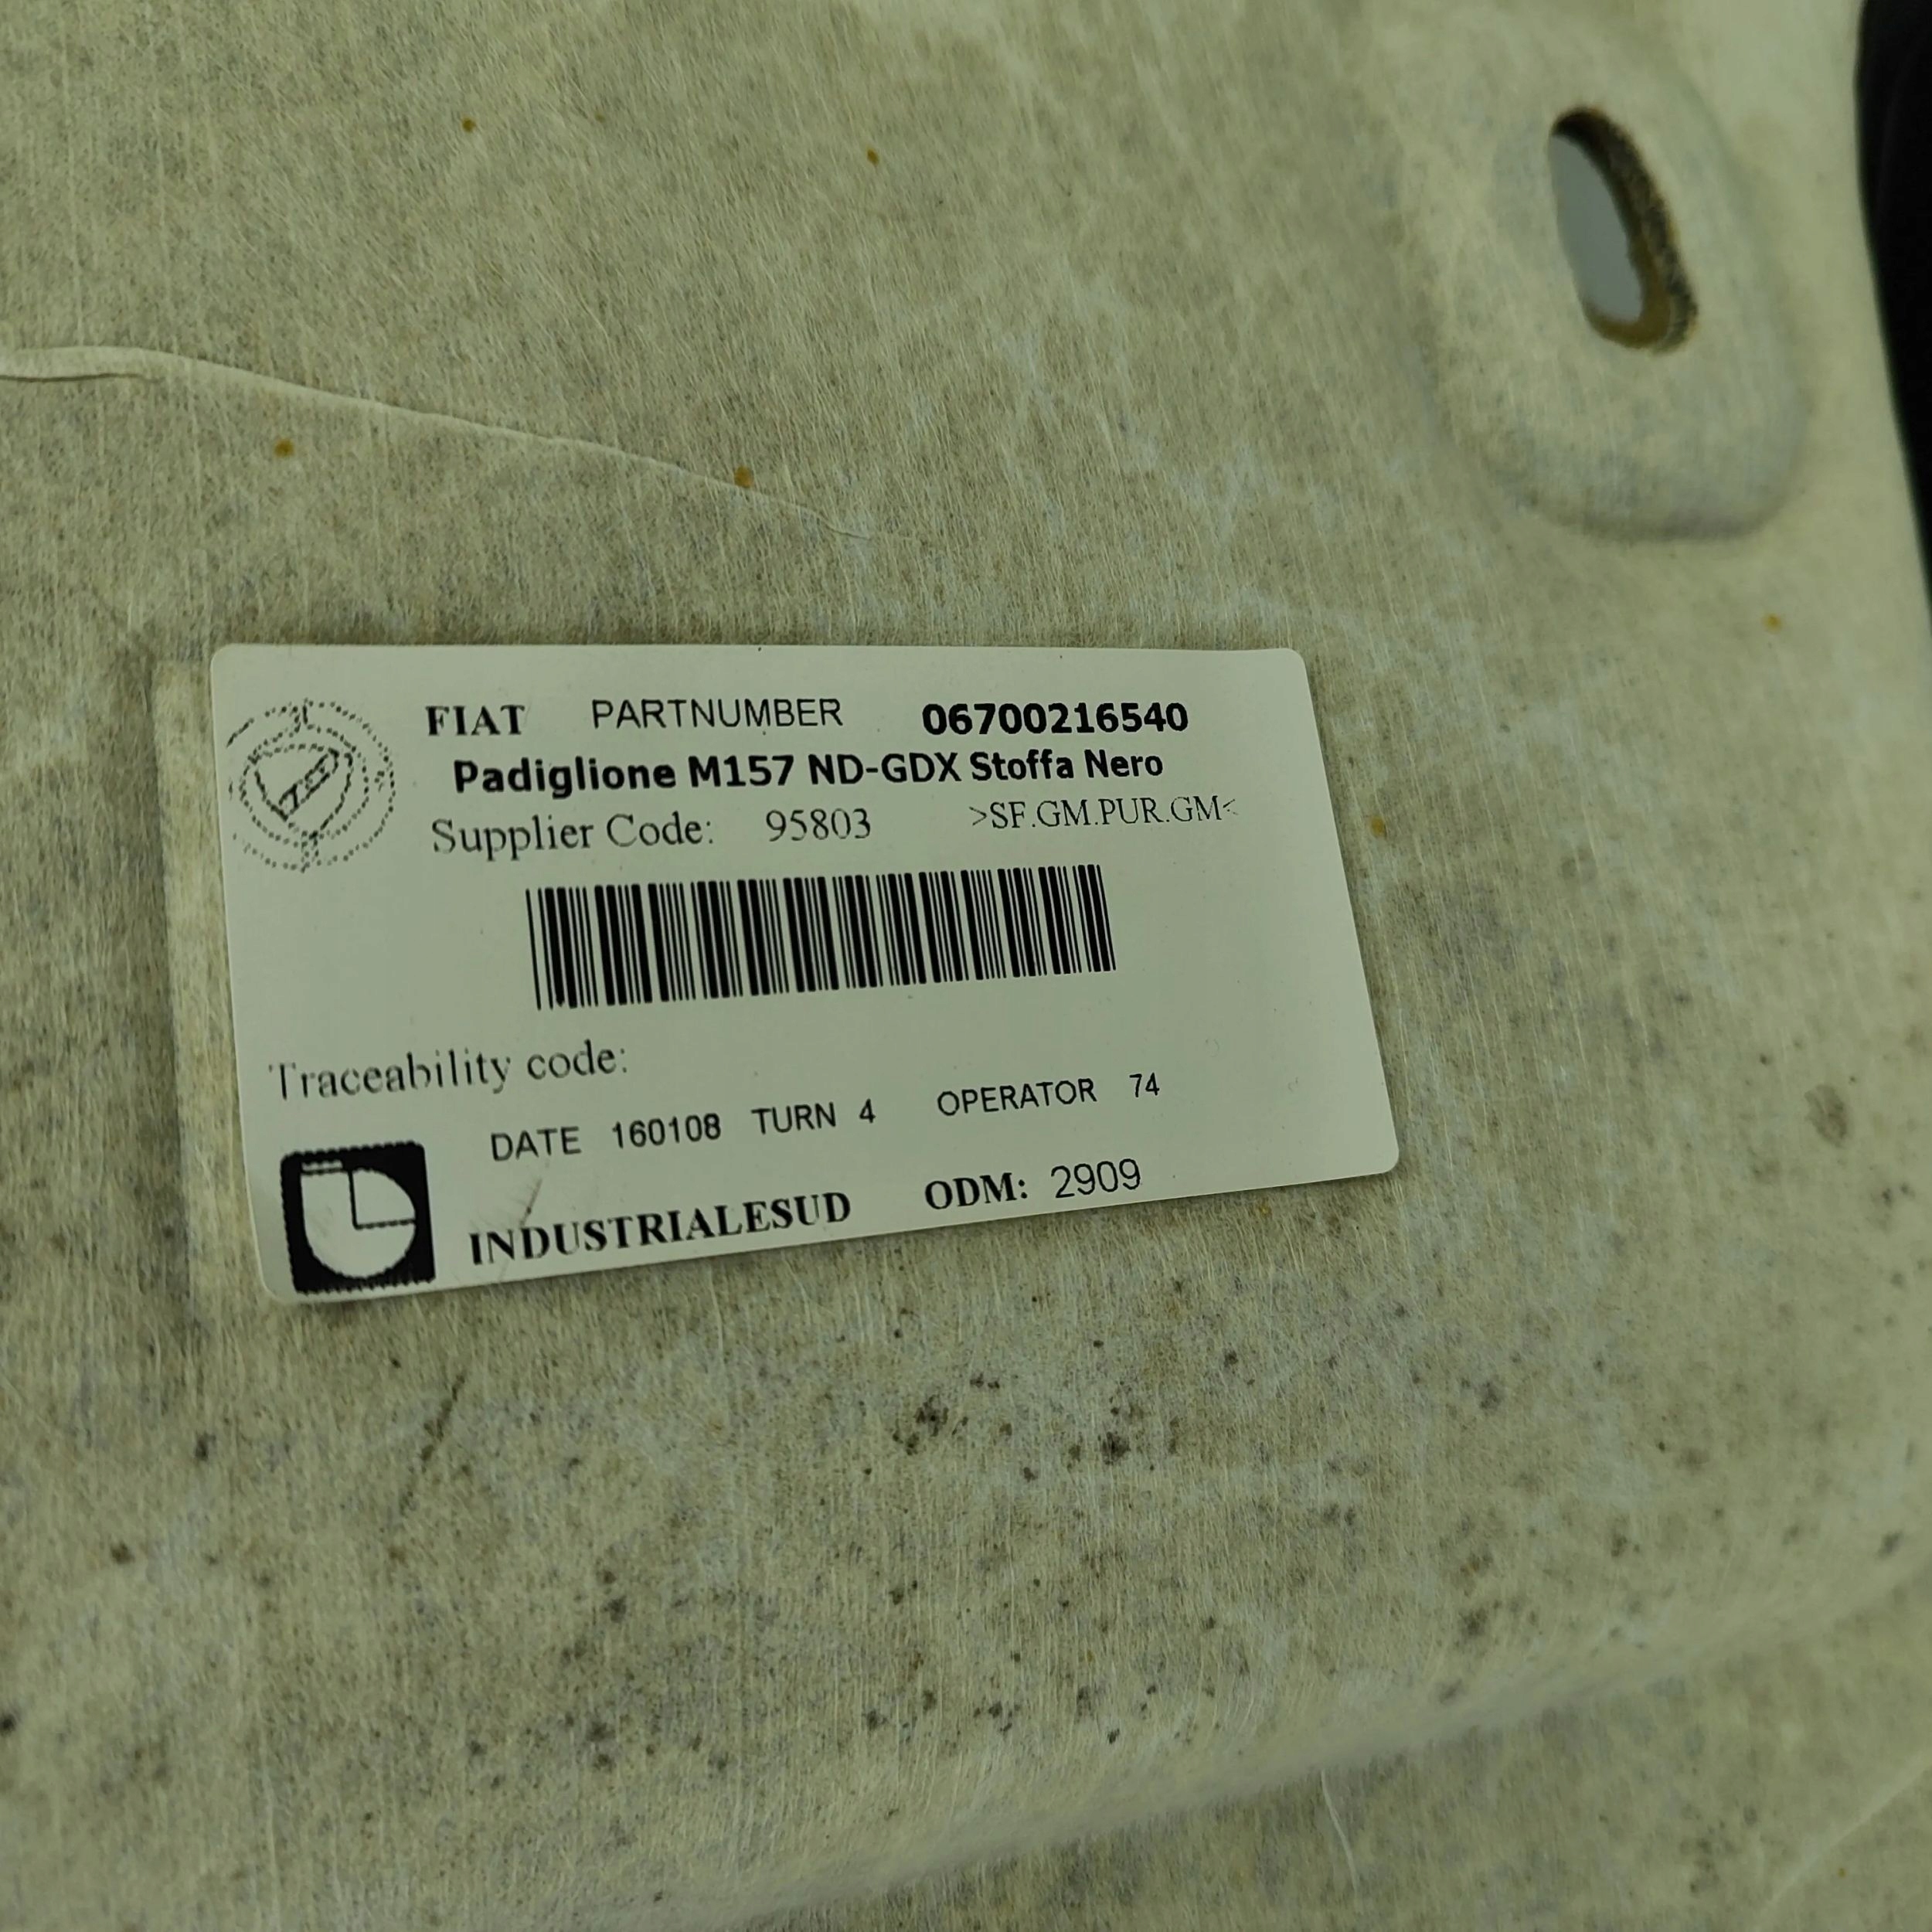 FIAT PARTNUMBER 06700216540
Padiglione M157 ND-GDX Stoffa Nero
Supplier Code: 95803 >SF.GM.PUR.GM<
Traceability code:
DATE 160108 TURN 4 OPERATOR 74
INDUSTRIALESUD ODM: 2909